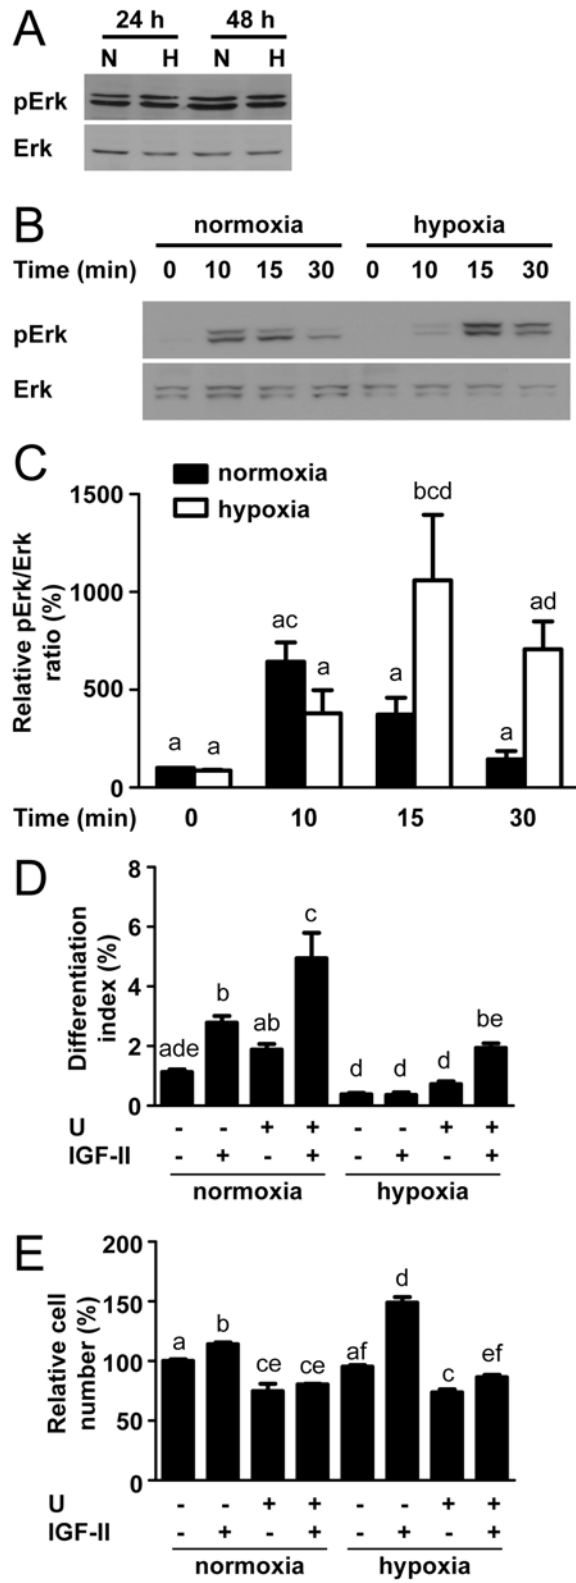 A
24 h 48 h
N H N H
pErk
Erk
B
normoxia hypoxia
Time (min) 0 10 15 30 0 10 15 30
pErk
Erk
C
normoxia
hypoxia
Relative pErk/Erk
ratio (%)
1500
1000
500
0
a a ac a a bcd a ad
Time (min) 0 10 15 30
D
Differentiation
index (%)
8
6
4
2
0
ade b ab c d d d be
U - - + + - - + +
IGF-II - + - + - + - +
normoxia hypoxia
E
Relative cell
number (%)
200
150
100
50
0
a b ce ce af d c ef
U - - + + - - + +
IGF-II - + - + - + - +
normoxia hypoxia